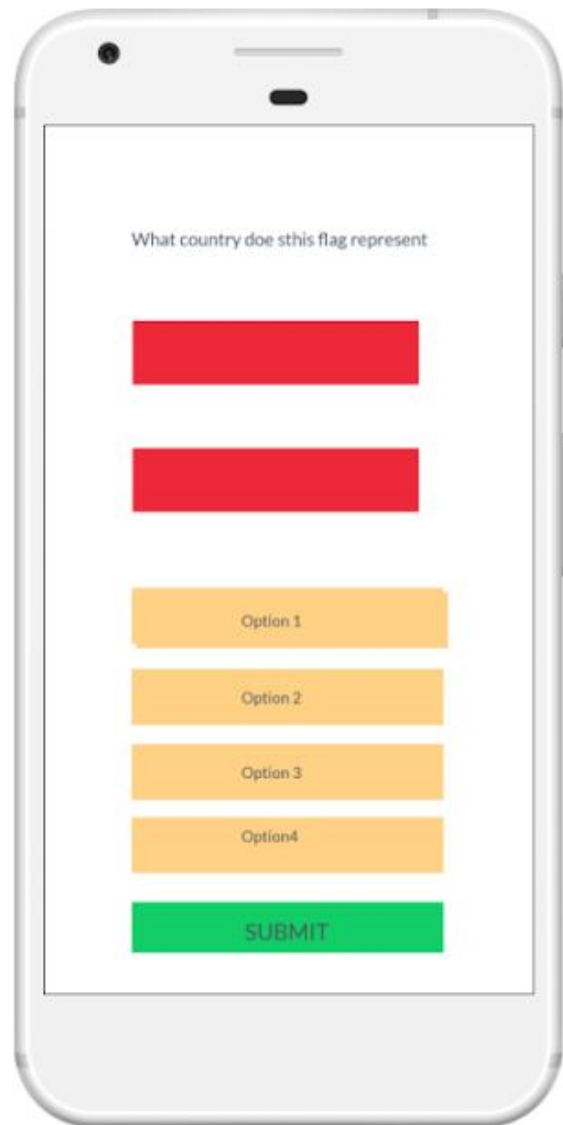 What country doe sthis flag represent
Option 1
Option 2
Option 3
Option4
SUBMIT